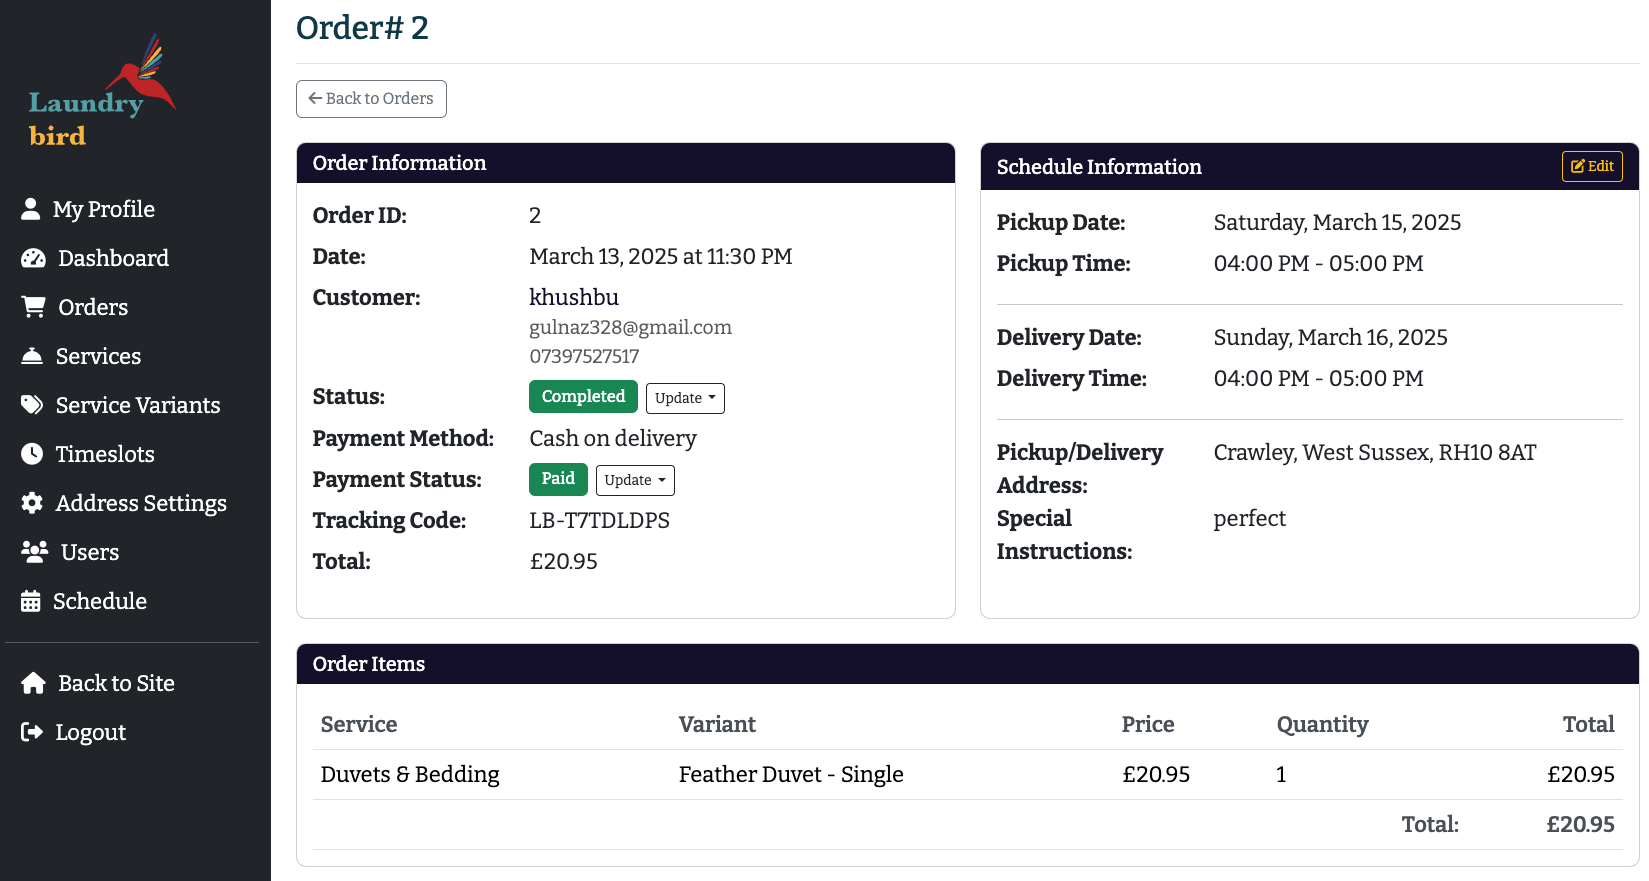 Laundry
bird
My Profile
Dashboard
Orders
Services
Service Variants
Timeslots
Address Settings
Users
Schedule
Back to Site
Logout
Order# 2
Back to Orders
Order Information
Order ID: 2
Date: March 13, 2025 at 11:30 PM
Customer: khushbu
gulnaz328@gmail.com
07397527517
Status: Completed Update
Payment Method: Cash on delivery
Payment Status: Paid Update
Tracking Code: LB-T7TDLDPS
Total: £20.95
Schedule Information Edit
Pickup Date: Saturday, March 15, 2025
Pickup Time: 04:00 PM - 05:00 PM
Delivery Date: Sunday, March 16, 2025
Delivery Time: 04:00 PM - 05:00 PM
Pickup/Delivery Crawley, West Sussex, RH10 8AT
Address:
Special perfect
Instructions:
Order Items
Service Variant Price Quantity Total
Duvets & Bedding Feather Duvet - Single £20.95 1 £20.95
Total: £20.95